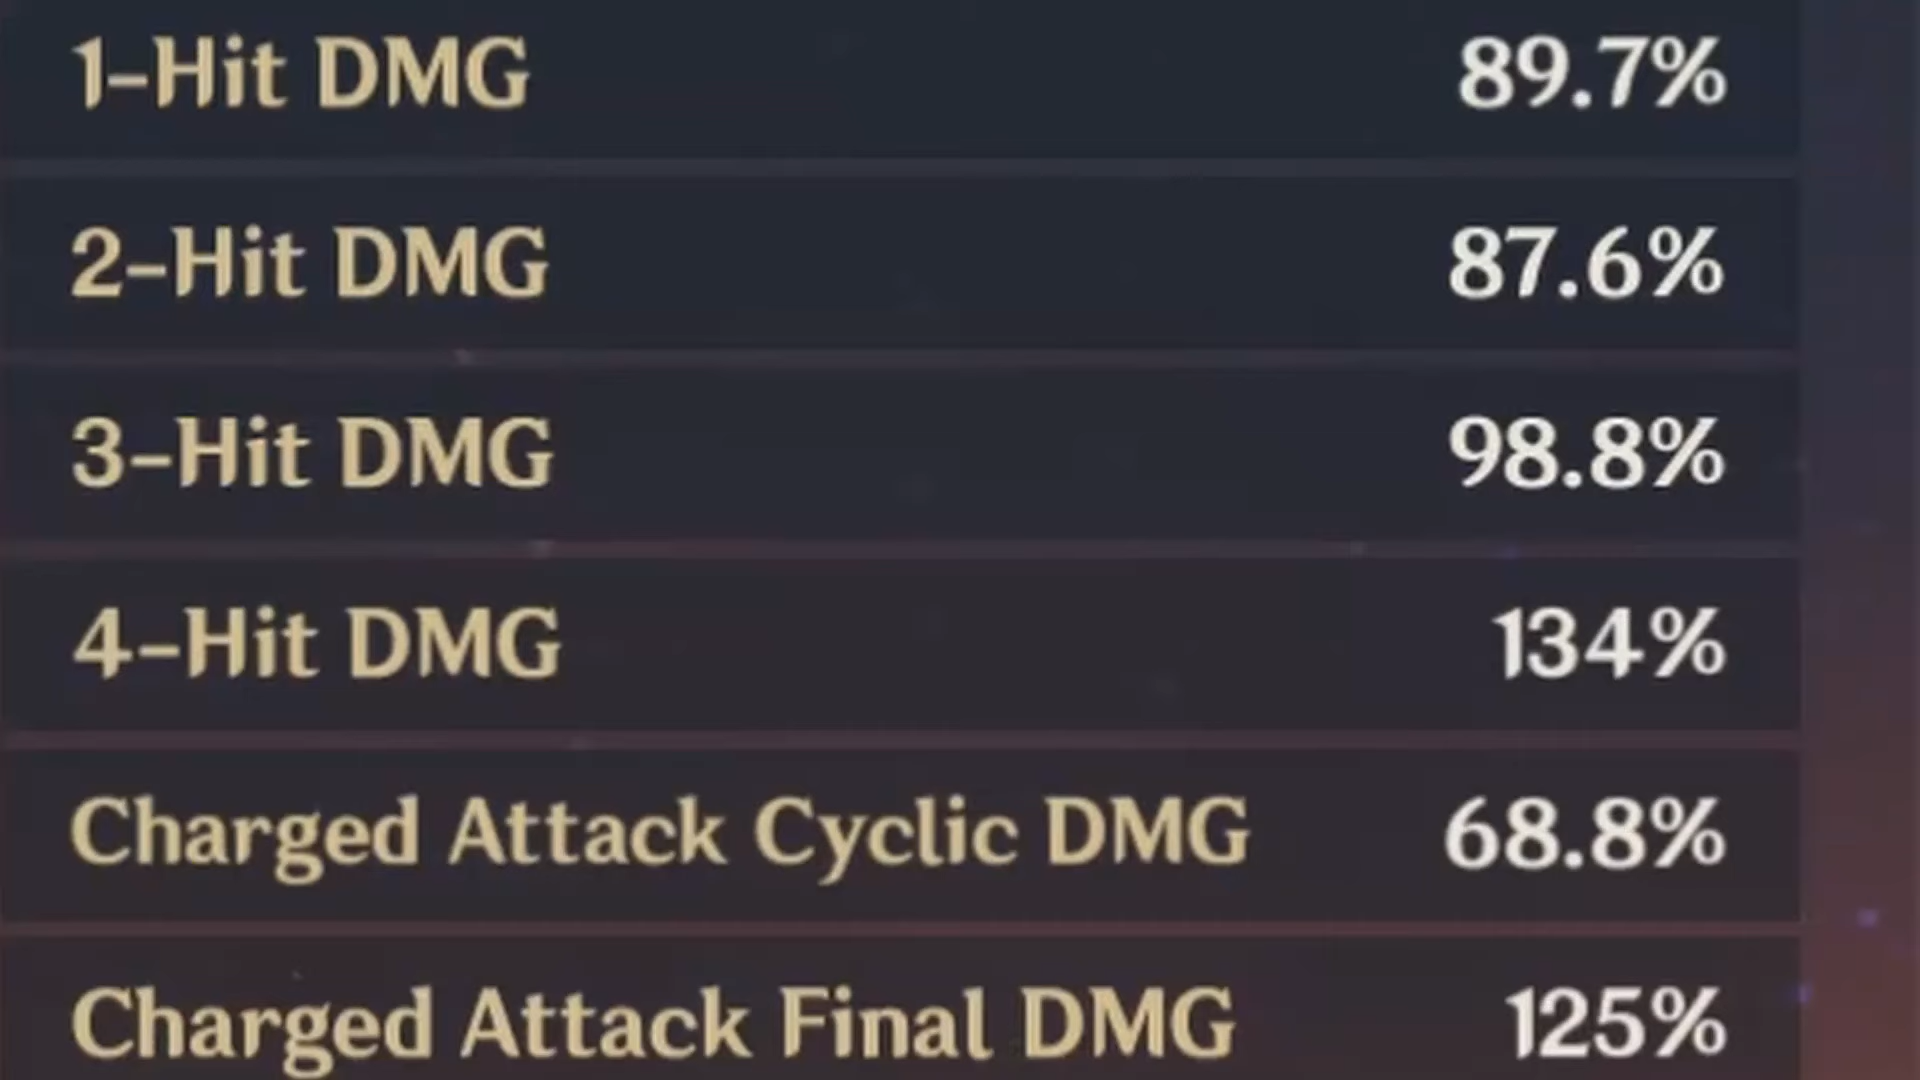 1-Hit DMG 89.7%
2-Hit DMG 87.6%
3-Hit DMG 98.8%
4-Hit DMG 134%
Charged Attack Cyclic DMG 68.8%
Charged Attack Final DMG 125%